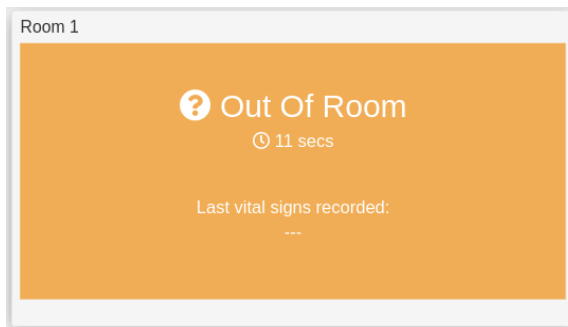 Room 1
Out Of Room
11 secs
Last vital signs recorded:
---